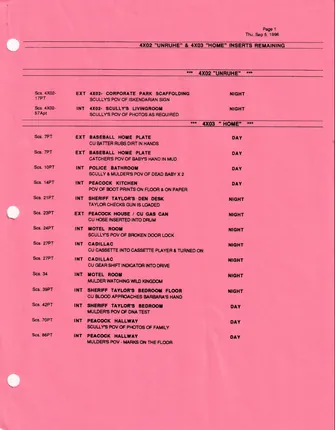 Page 1
Thu, Sep 5, 1996
4X02 "UNRUHE" & 4X03 "HOME" INSERTS REMAINING
*** 4X02 "UNRUHE" ***
Scs. 4X02-17PT EXT 4X02- CORPORATE PARK SCAFFOLDING NIGHT
SCULLY'S POV OF ISKENDARIAN SIGN
Scs. 4X02-67Apt INT 4X02- SCULLY'S LIVINGROOM NIGHT
SCULLY'S POV OF PHOTOS AS REQUIRED
*** 4X03 " HOME" ***
Scs. 7PT EXT BASEBALL HOME PLATE DAY
CU BATTER RUBS DIRT IN HANDS
Scs. 7PT EXT BASEBALL HOME PLATE DAY
CATCHER'S POV OF BABY'S HAND IN MUD
Scs. 10PT INT POLICE BATHROOM DAY
SCULLY & MULDER'S POV OF DEAD BABY X 2
Scs. 14PT INT PEACOCK KITCHEN DAY
POV OF BOOT PRINTS ON FLOOR & ON PAPER
Scs. 21PT INT SHERIFF TAYLOR'S DEN DESK NIGHT
TAYLOR CHECKS GUN IS LOADED
Scs. 23PT EXT PEACOCK HOUSE / CU GAS CAN NIGHT
CU HOSE INSERTED INTO DRUM
Scs. 24PT INT MOTEL ROOM NIGHT
SCULLY'S POV OF BROKEN DOOR LOCK
Scs. 27PT INT CADILLAC NIGHT
CU CASSETTE INTO CASSETTE PLAYER & TURNED ON
Scs. 27PT INT CADILLAC NIGHT
CU GEAR SHIFT INDICATOR INTO DRIVE
Scs. 34 INT MOTEL ROOM NIGHT
MULDER WATCHING WILD KINGDOM
Scs. 39PT INT SHERIFF TAYLOR'S BEDROOM FLOOR NIGHT
CU BLOOD APPROACHES BARBARA'S HAND
Scs. 42PT INT SHERIFF TAYLOR'S BEDROOM DAY
MULDER'S POV OF DNA TEST
Scs. 70PT INT PEACOCK HALLWAY DAY
SCULLY'S POV OF PHOTOS OF FAMILY
Scs. 86PT INT PEACOCK HALLWAY DAY
MULDER'S POV - MARKS ON THE FLOOR